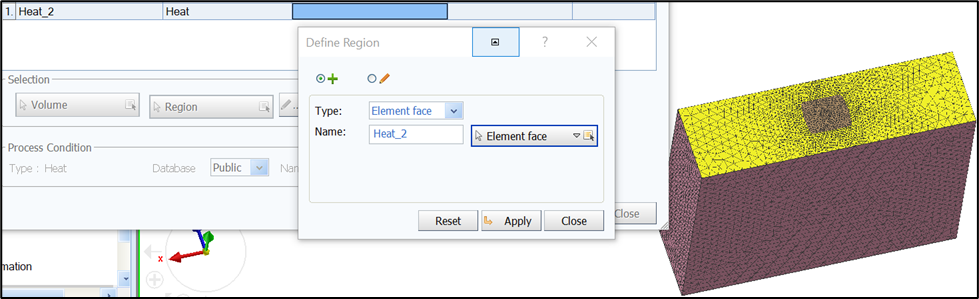 1. Heat_2 Heat
Define Region
?
Selection
Volume
Region
...
Type: Element face
Name: Heat_2 Element face
Process Condition
Type : Heat Database Public Nan
Reset Apply Close
Close
x
mation